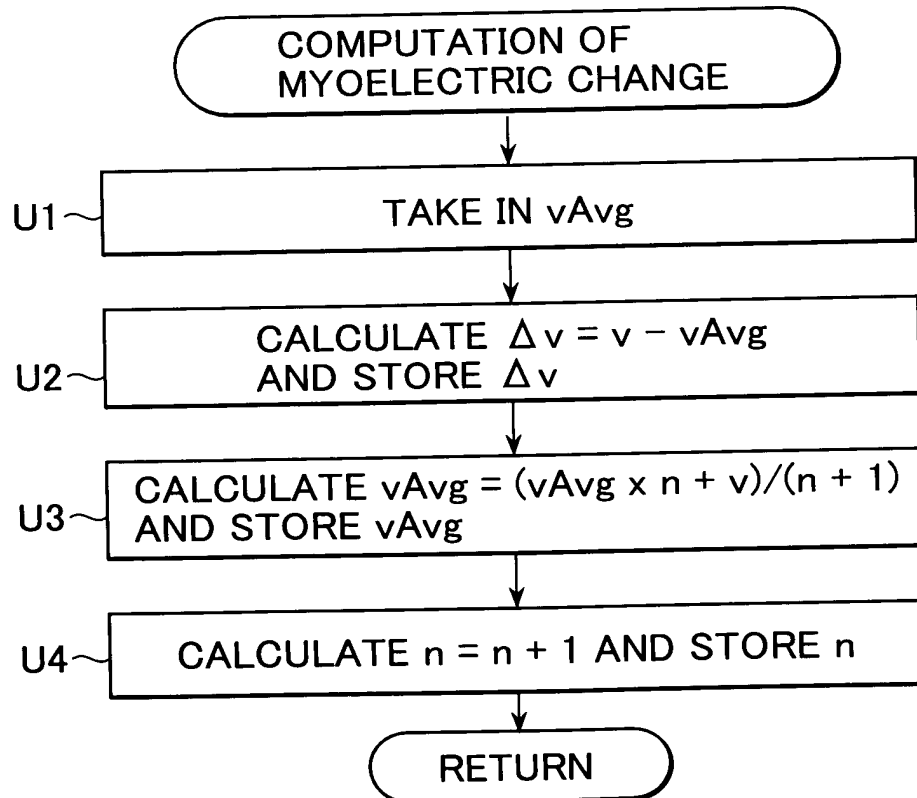 COMPUTATION OF
MYOELECTRIC CHANGE
U1
TAKE IN vAvg
U2
CALCULATE Δv = v − vAvg
AND STORE Δv
U3
CALCULATE vAvg = (vAvg x n + v)/(n + 1)
AND STORE vAvg
U4
CALCULATE n = n + 1 AND STORE n
RETURN